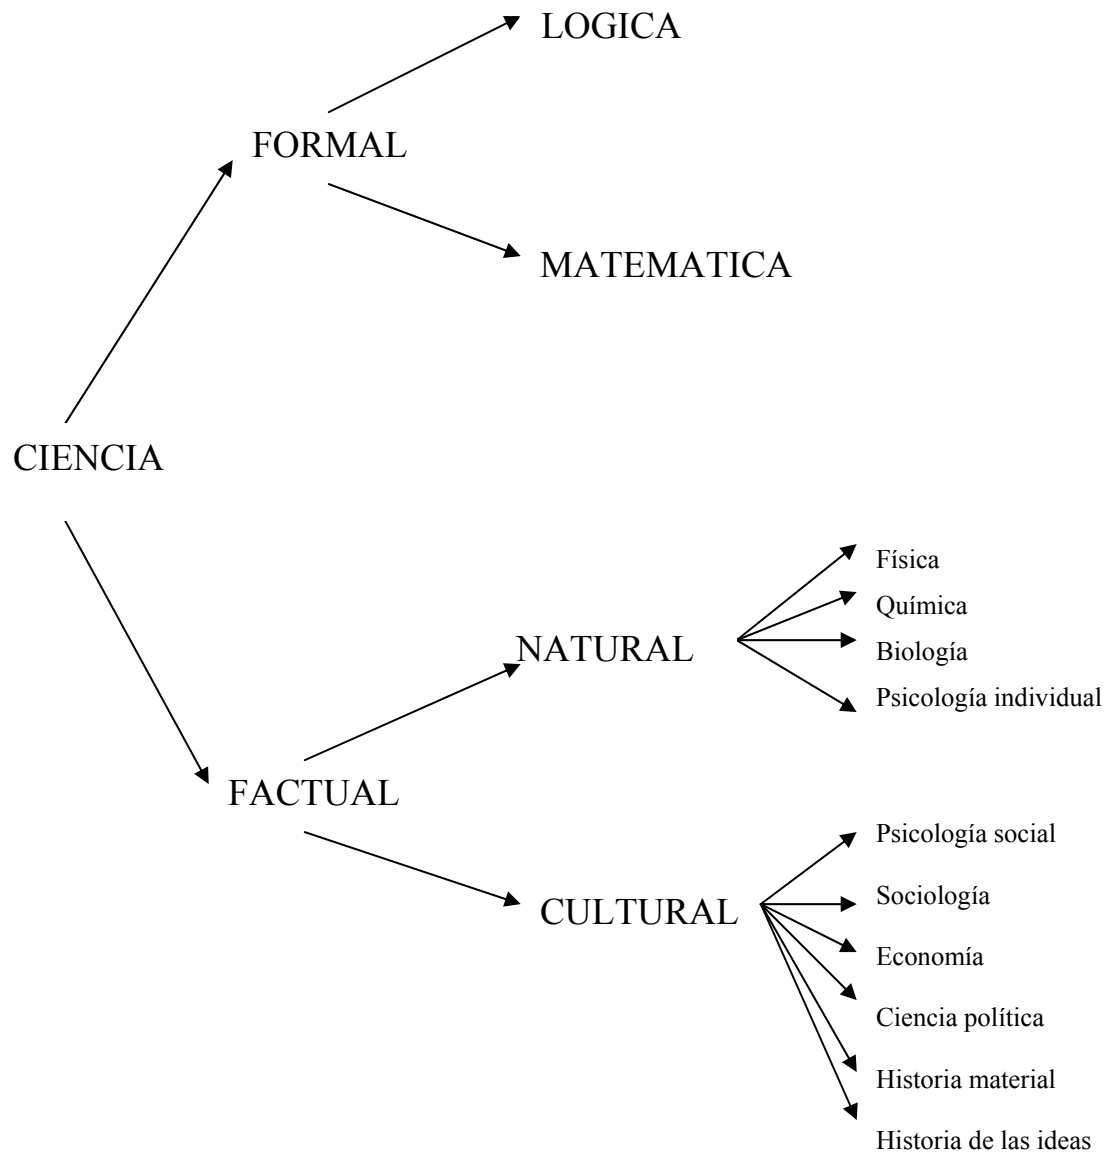 LOGICA
FORMAL
MATEMATICA
CIENCIA
Física
Química
NATURAL
Biología
Psicología individual
FACTUAL
Psicología social
Sociología
CULTURAL
Economía
Ciencia política
Historia material
Historia de las ideas